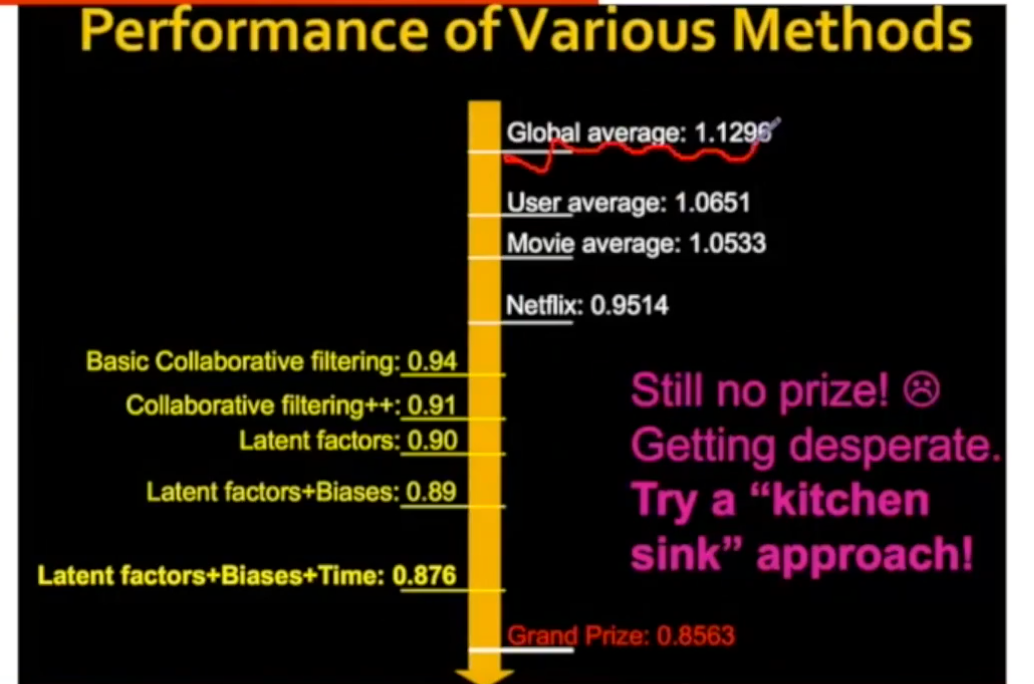 Performance of Various Methods
Global average: 1.1296
User average: 1.0651
Movie average: 1.0533
Netflix: 0.9514
Basic Collaborative filtering: 0.94
Collaborative filtering++: 0.91
Latent factors: 0.90
Latent factors+Biases: 0.89
Latent factors+Biases+Time: 0.876
Still no prize! ☹
Getting desperate.
Try a “kitchen
sink” approach!
Grand Prize: 0.8563